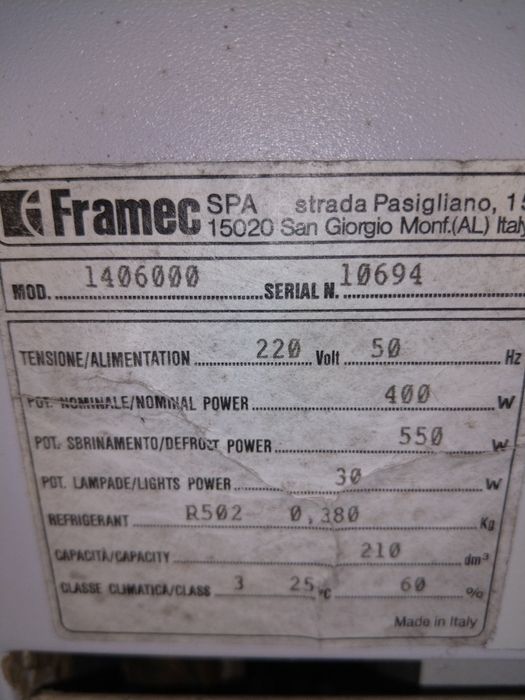 Framec SPA strada Pasigliano, 15
15020 San Giorgio Monf.(AL) Italy
MOD. 1406000 SERIAL N. 10694
TENSIONE/ALIMENTATION 220 Volt 50 Hz
POT. NOMINALE/NOMINAL POWER 400 W
POT. SBRINAMENTO/DEFROST POWER 550 W
POT. LAMPADE/LIGHTS POWER 30 W
REFRIGERANT R502 0,380 Kg
CAPACITÀ/CAPACITY 210 dm³
CLASSE CLIMATICA/CLASS 3 25 °C 60 %
Made in Italy